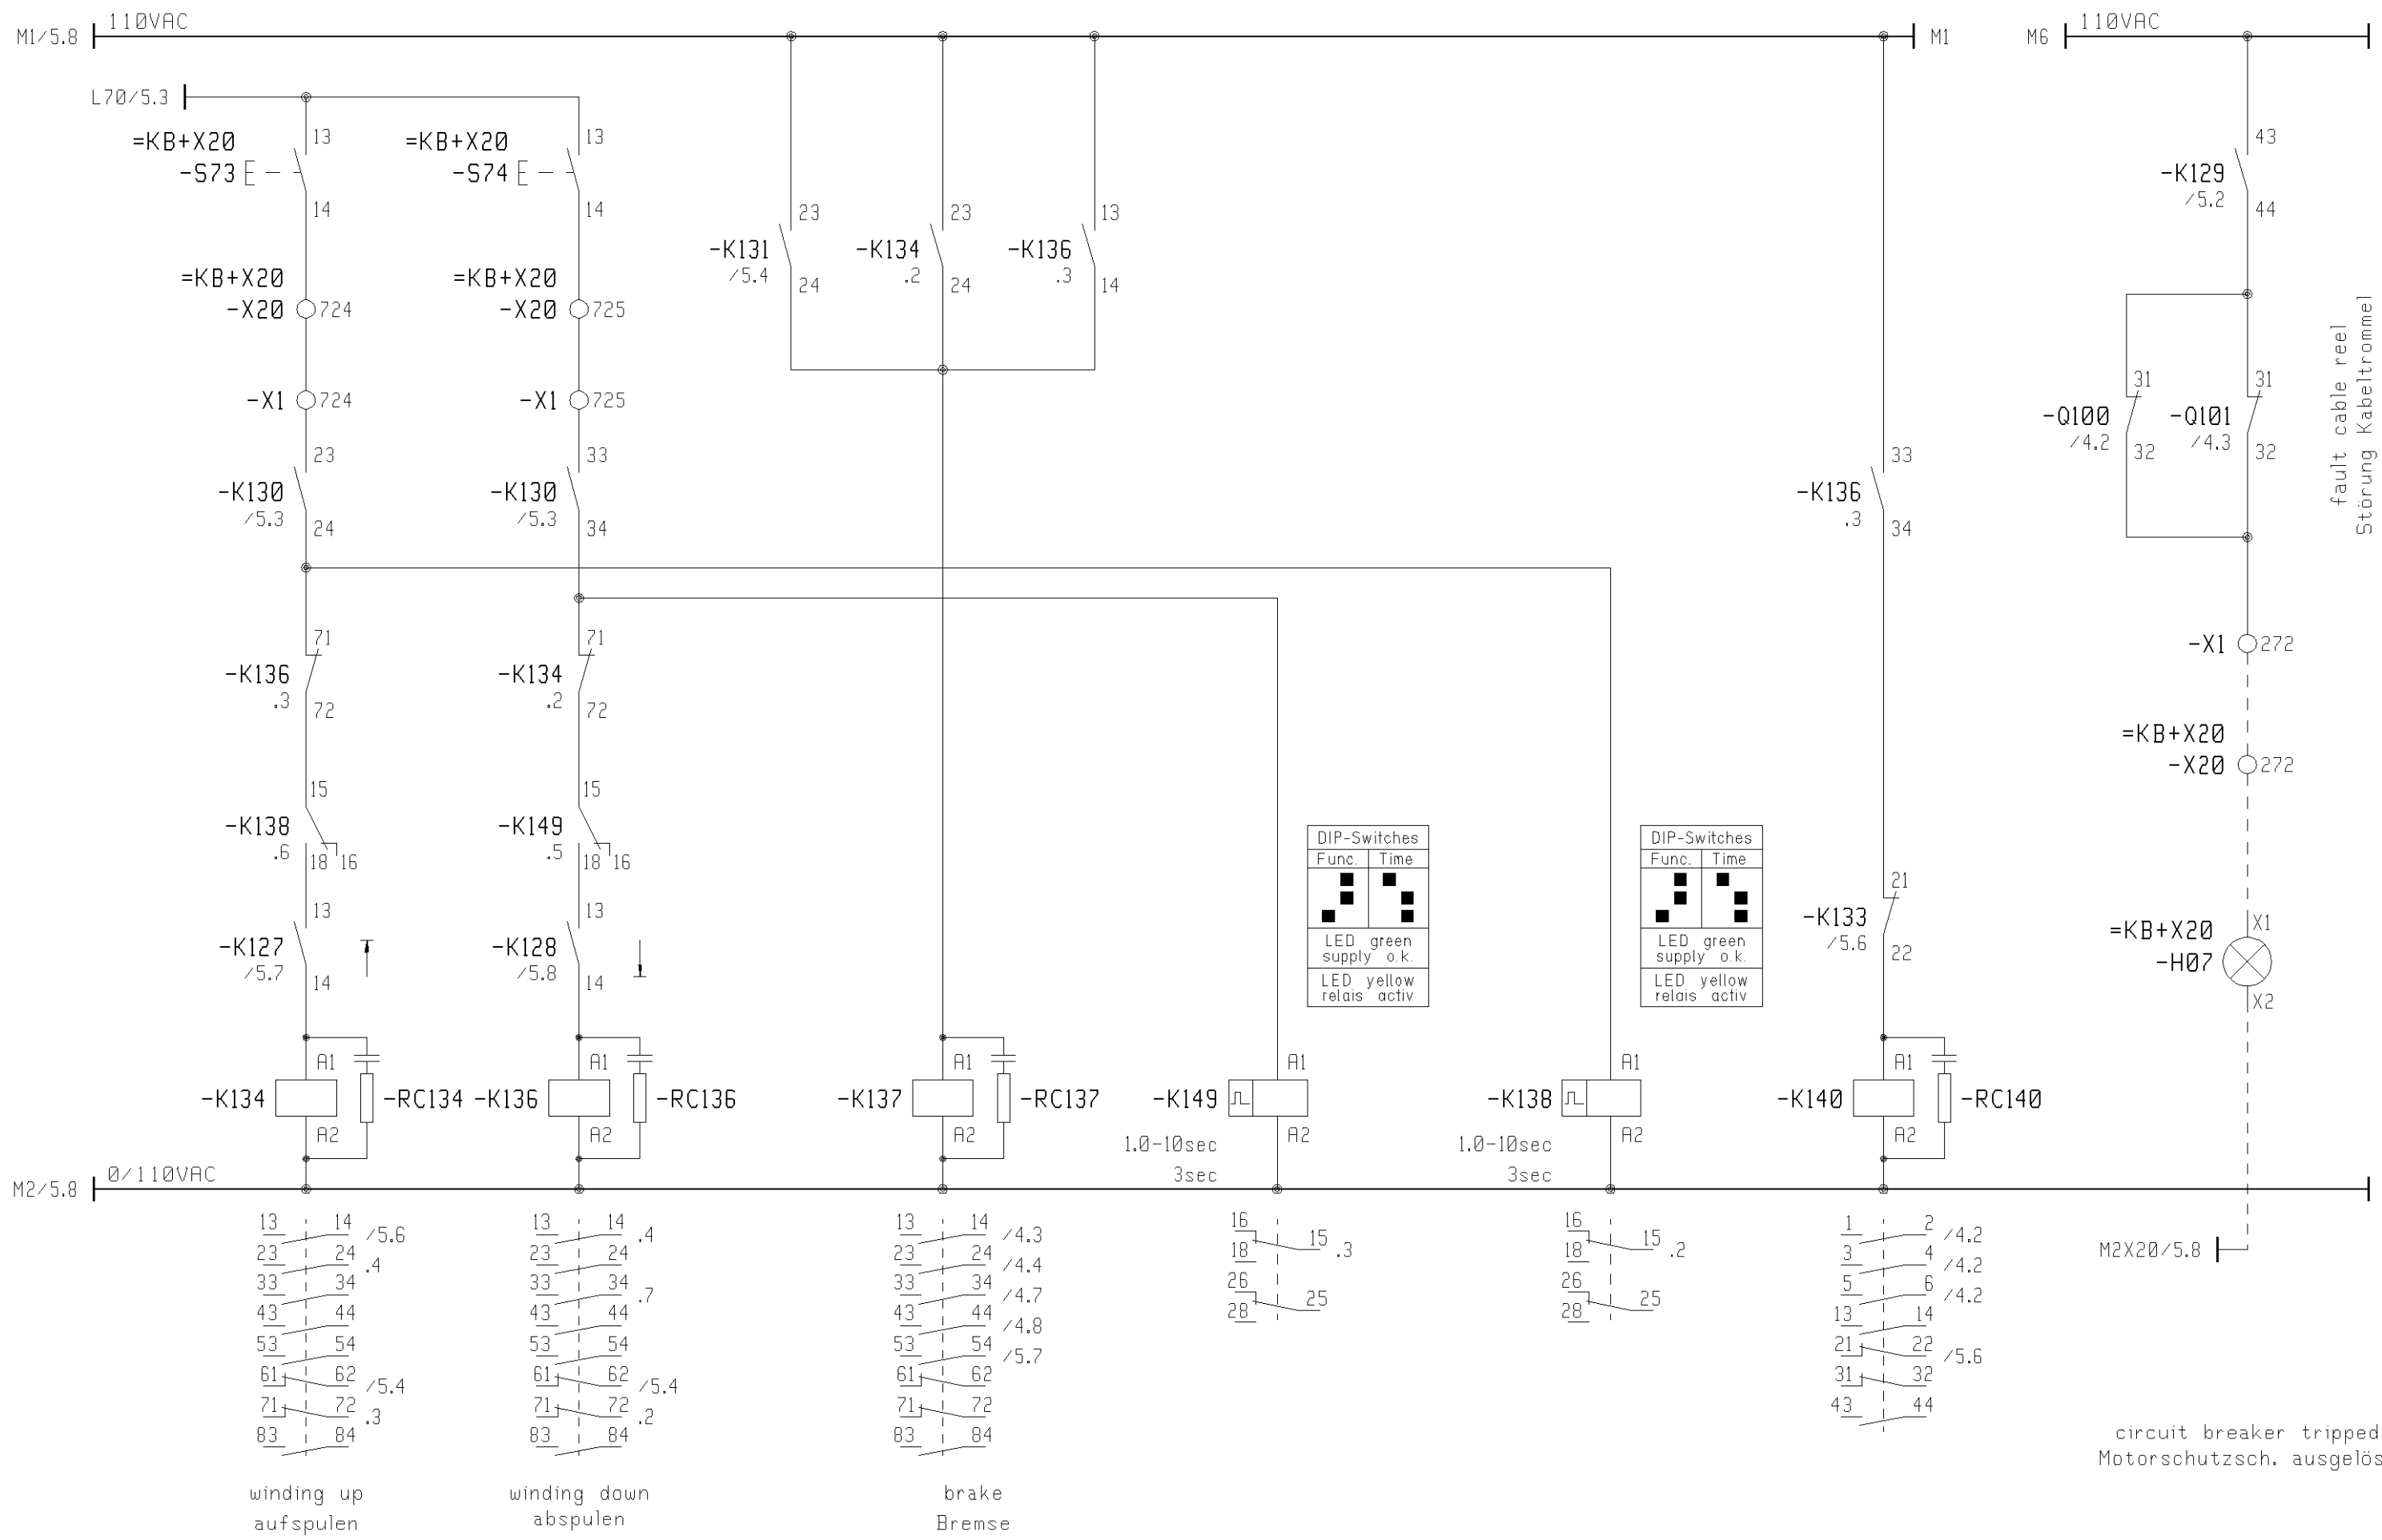 110VAC
M1/5.8
M1
M6
110VAC
L70/5.3
=KB+X20
-S73
13
14
=KB+X20
-S74
13
14
43
-K129
/5.2
44
23
-K131
/5.4
24
23
-K134
.2
24
13
-K136
.3
14
=KB+X20
-X20
724
=KB+X20
-X20
725
-X1
724
-X1
725
31
-Q100
/4.2
32
31
-Q101
/4.3
32
fault cable reel
Störung Kabeltrommel
23
-K130
/5.3
24
33
-K130
/5.3
34
33
-K136
.3
34
71
-K136
.3
72
71
-K134
.2
72
-X1
272
=KB+X20
-X20
272
15
-K138
.6
18
16
15
-K149
.5
18
16
DIP-Switches
Func.
Time
LED green
supply o.k.
LED yellow
relais activ
DIP-Switches
Func.
Time
LED green
supply o.k.
LED yellow
relais activ
13
-K127
/5.7
14
13
-K128
/5.8
14
21
-K133
/5.6
22
=KB+X20
-H07
X1
X2
-K134
A1
A2
-RC134
-K136
A1
A2
-RC136
-K137
A1
A2
-RC137
-K149
A1
A2
1.0-10sec
3sec
-K138
A1
A2
1.0-10sec
3sec
-K140
A1
A2
-RC140
0/110VAC
M2/5.8
M2X20/5.8
13 14 /5.6
23 24 .4
33 34
43 44
53 54
61 62 /5.4
71 72 .3
83 84
winding up
aufspulen
13 14 .4
23 24
33 34 .7
43 44
53 54
61 62 /5.4
71 72 .2
83 84
winding down
abspulen
13 14 /4.3
23 24 /4.4
33 34 /4.7
43 44 /4.8
53 54 /5.7
61 62
71 72
83 84
brake
Bremse
16
18 15 .3
26
28 25
16
18 15 .2
26
28 25
1 2 /4.2
3 4 /4.2
5 6 /4.2
13 14
21 22 /5.6
31 32
43 44
circuit breaker tripped
Motorschutzsch. ausgelös